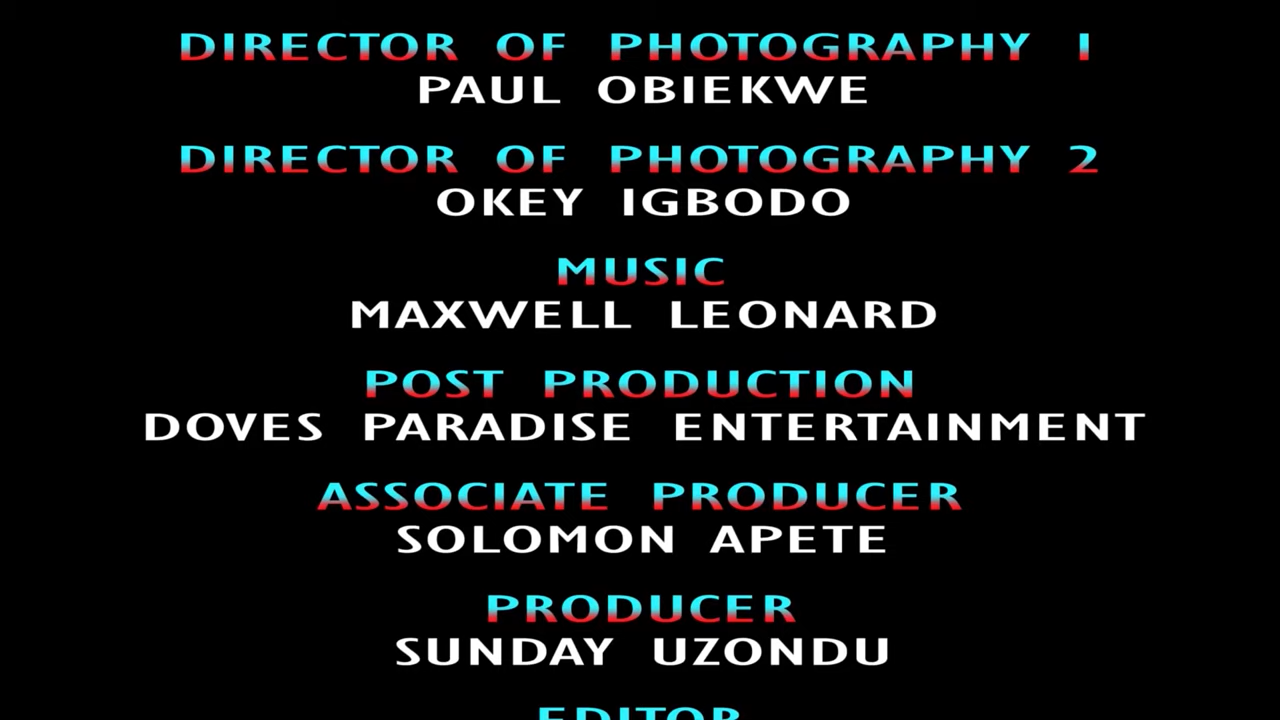 DIRECTOR OF PHOTOGRAPHY 1
PAUL OBIEKWE
DIRECTOR OF PHOTOGRAPHY 2
OKEY IGBODO
MUSIC
MAXWELL LEONARD
POST PRODUCTION
DOVES PARADISE ENTERTAINMENT
ASSOCIATE PRODUCER
SOLOMON APETE
PRODUCER
SUNDAY UZONDU
EDITOR